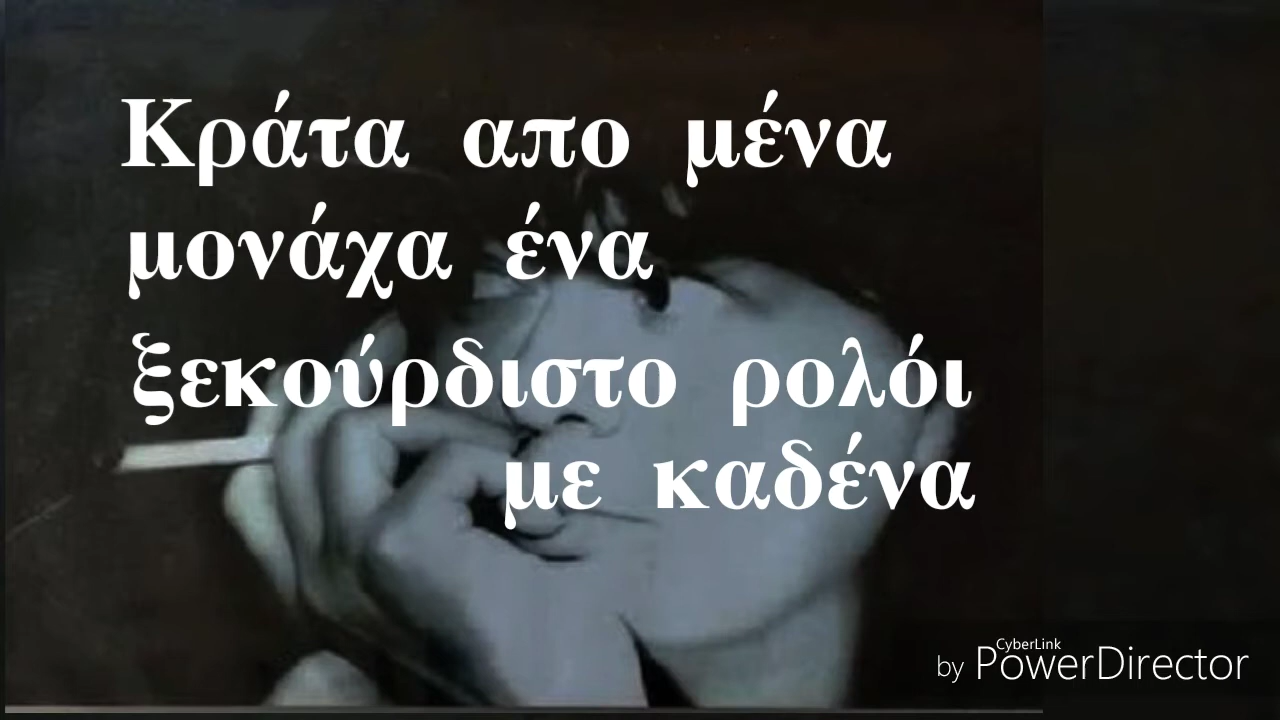 Κράτα απο μένα
μονάχα ένα
ξεκούρδιστο ρολόι
με καδένα
CyberLink
by PowerDirector